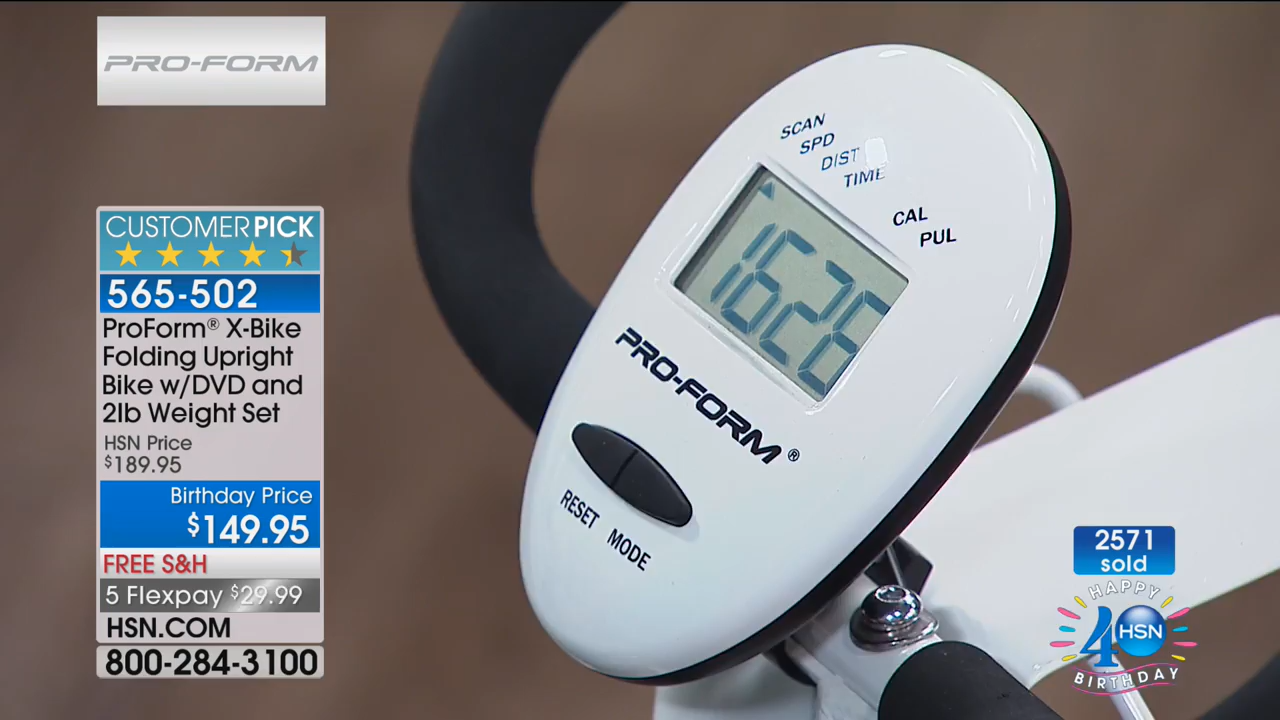 PRO-FORM
CUSTOMER PICK
565-502
ProForm® X-Bike
Folding Upright
Bike w/DVD and
2lb Weight Set
HSN Price
$189.95
Birthday Price
$149.95
FREE S&H
5 Flexpay $29.99
HSN.COM
800-284-3100
SCAN
SPD
DIST
TIME
CAL
PUL
1626
PRO-FORM®
RESET MODE
2571
sold
HAPPY
40 HSN
BIRTHDAY